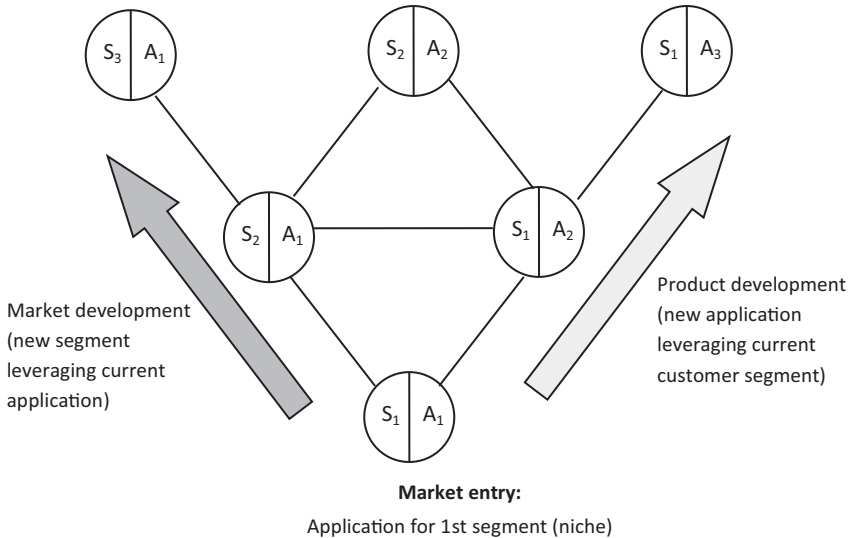 S₃ A₁
S₂ A₂
S₁ A₃
S₂ A₁
S₁ A₂
Market development
(new segment
leveraging current
application)
Product development
(new application
leveraging current
customer segment)
S₁ A₁
Market entry:
Application for 1st segment (niche)